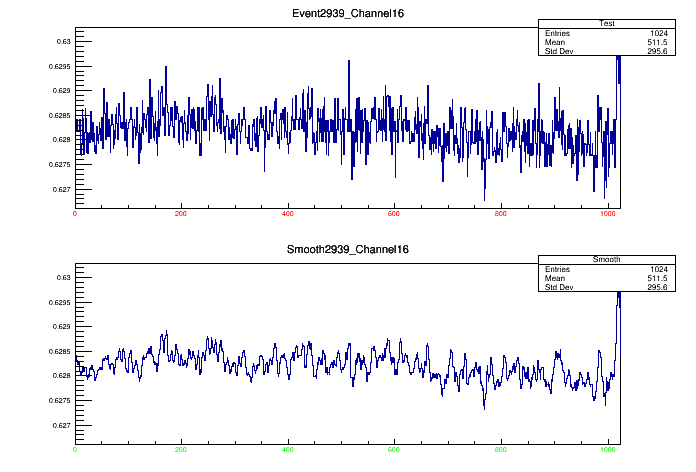 Event2939_Channel16
Test
Entries 1024
Mean 511.5
Std Dev 295.6
0.63
0.6295
0.629
0.6285
0.628
0.6275
0.627
0 200 400 600 800 1000
Smooth2939_Channel16
Smooth
Entries 1024
Mean 511.5
Std Dev 295.6
0.63
0.6295
0.629
0.6285
0.628
0.6275
0.627
0 200 400 600 800 1000